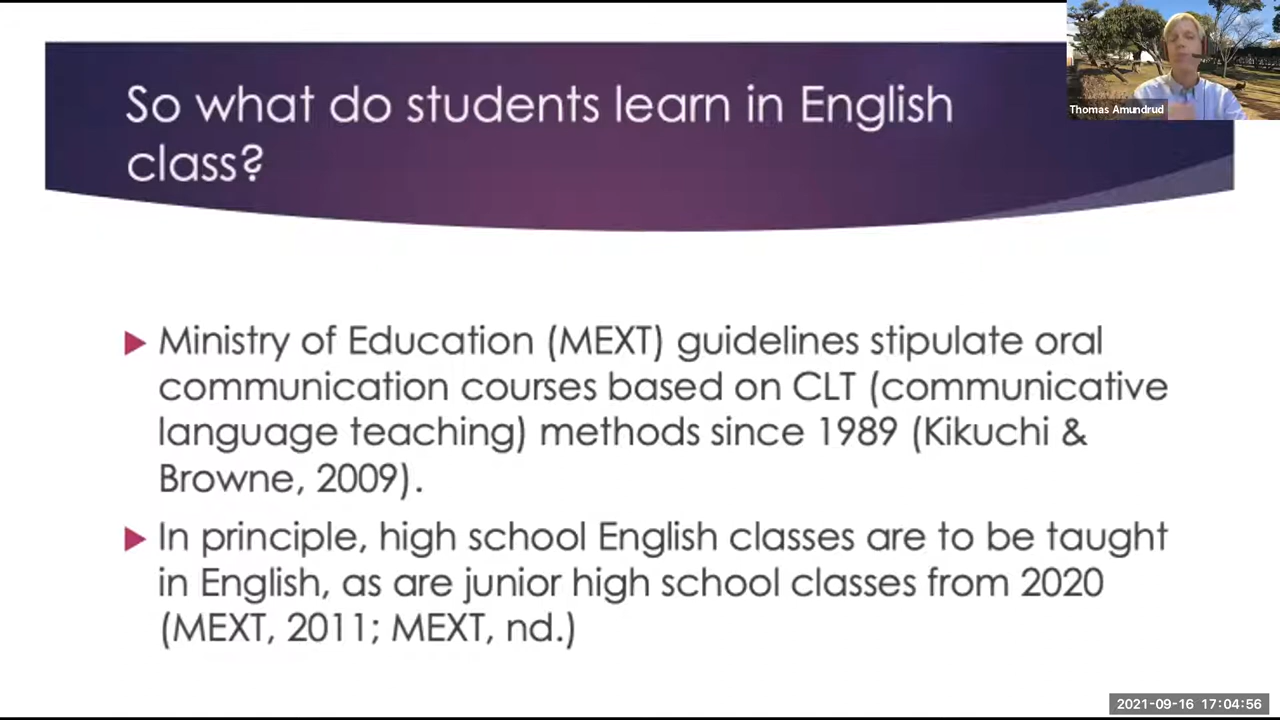 So what do students learn in English
class?
Thomas Amundrud
Ministry of Education (MEXT) guidelines stipulate oral
communication courses based on CLT (communicative
language teaching) methods since 1989 (Kikuchi &
Browne, 2009).
In principle, high school English classes are to be taught
in English, as are junior high school classes from 2020
(MEXT, 2011; MEXT, nd.)
2021-09-16 17:04:56